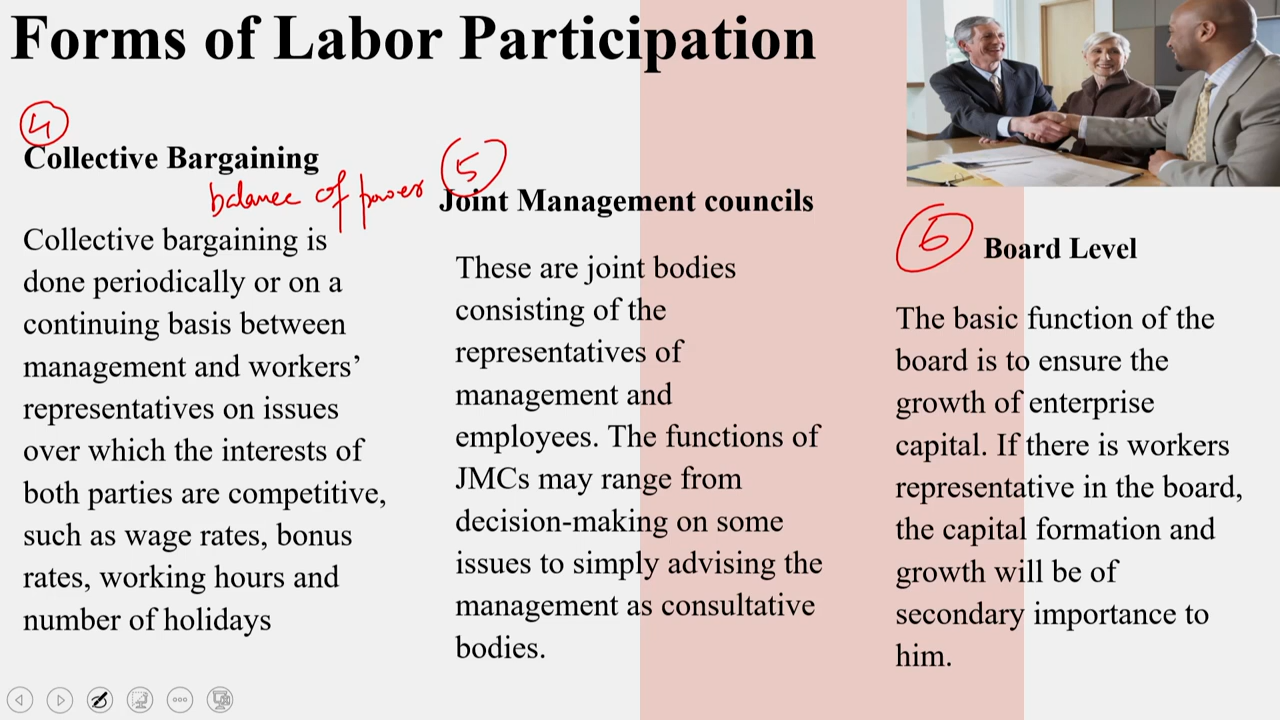 Forms of Labor Participation
4
Collective Bargaining
balance of power
Collective bargaining is
done periodically or on a
continuing basis between
management and workers’
representatives on issues
over which the interests of
both parties are competitive,
such as wage rates, bonus
rates, working hours and
number of holidays
5
Joint Management councils
These are joint bodies
consisting of the
representatives of
management and
employees. The functions of
JMCs may range from
decision-making on some
issues to simply advising the
management as consultative
bodies.
6
Board Level
The basic function of the
board is to ensure the
growth of enterprise
capital. If there is workers
representative in the board,
the capital formation and
growth will be of
secondary importance to
him.